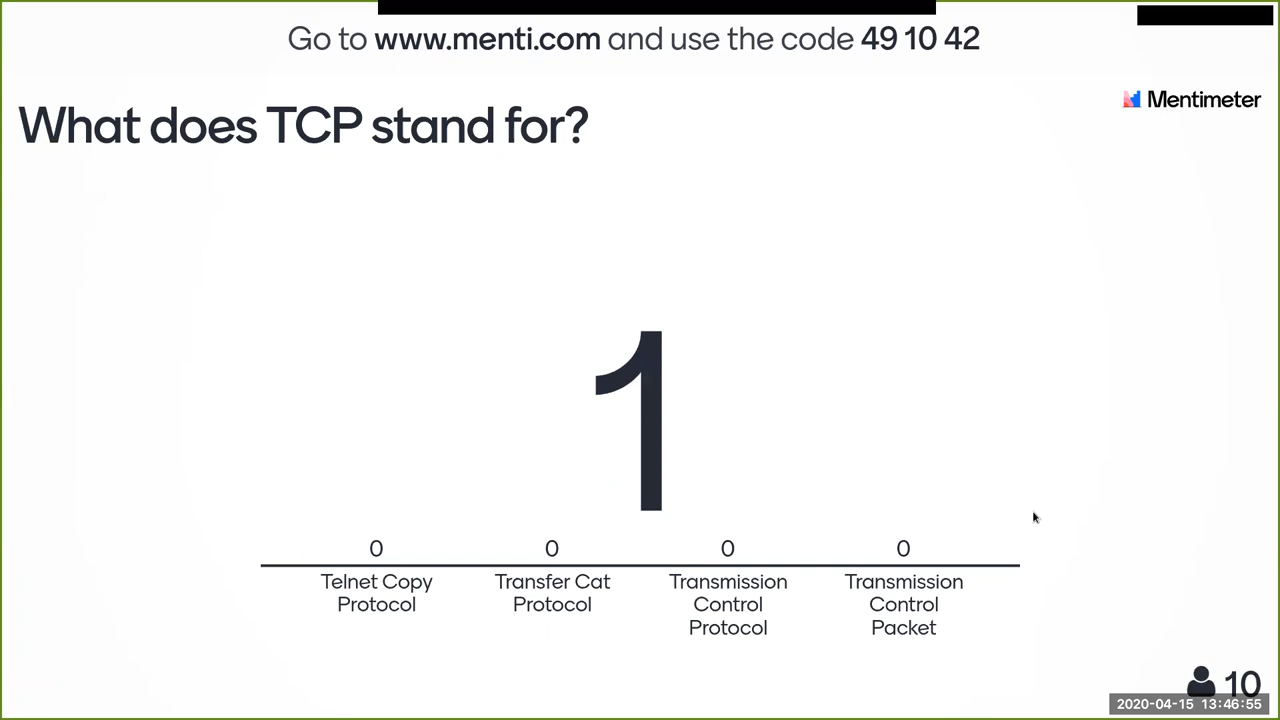 Go to www.menti.com and use the code 49 10 42
Mentimeter
What does TCP stand for?
1
0 0 0 0
Telnet Copy Transfer Cat Transmission Transmission
Protocol Protocol Control Control
Protocol Packet
10
2020-04-15 13:46:55